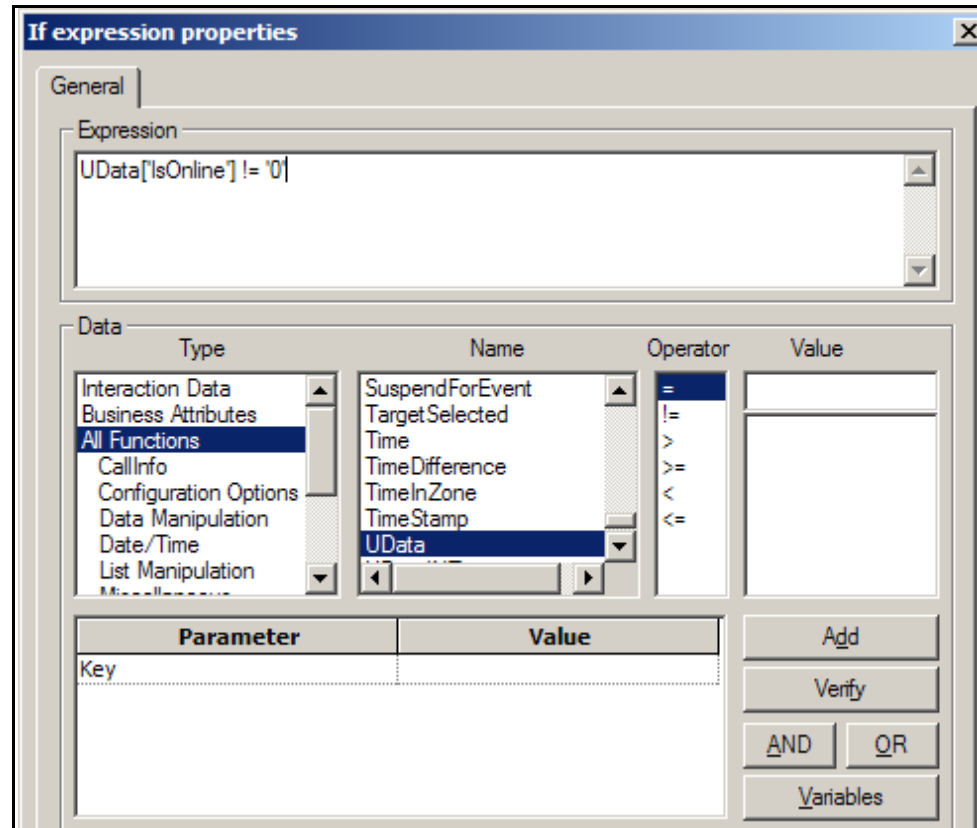 If expression properties
General
Expression
UData['IsOnline'] != '0'
Data
Type
Name
Operator
Value
Interaction Data
Business Attributes
All Functions
CallInfo
Configuration Options
Data Manipulation
Date/Time
List Manipulation
SuspendForEvent
TargetSelected
Time
TimeDifference
TimeInZone
TimeStamp
UData
=
!=
>
>=
<
<=
Parameter Value
Key
Add
Verify
AND OR
Variables